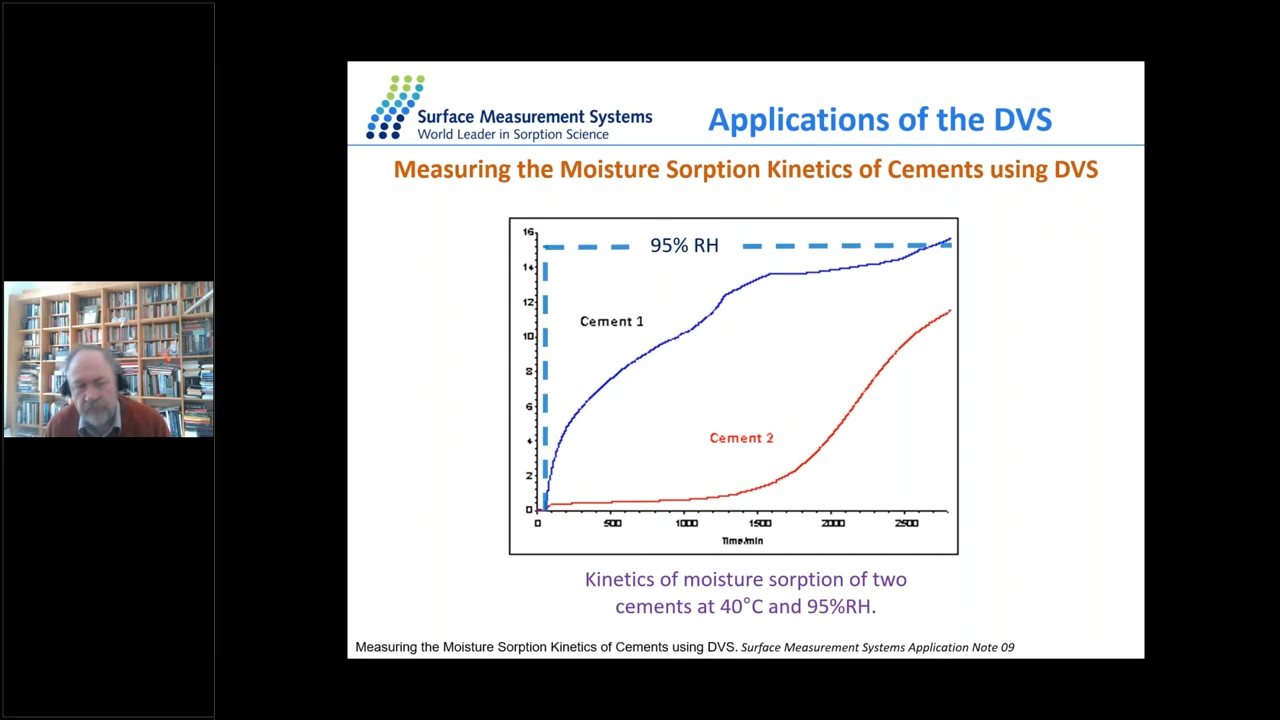 Surface Measurement Systems
World Leader in Sorption Science
Applications of the DVS
Measuring the Moisture Sorption Kinetics of Cements using DVS
16
14
12
10
8
6
4
2
0
95% RH
Cement 1
Cement 2
0 500 1000 1500 2000 2500
Time/min
Kinetics of moisture sorption of two
cements at 40°C and 95%RH.
Measuring the Moisture Sorption Kinetics of Cements using DVS. Surface Measurement Systems Application Note 09